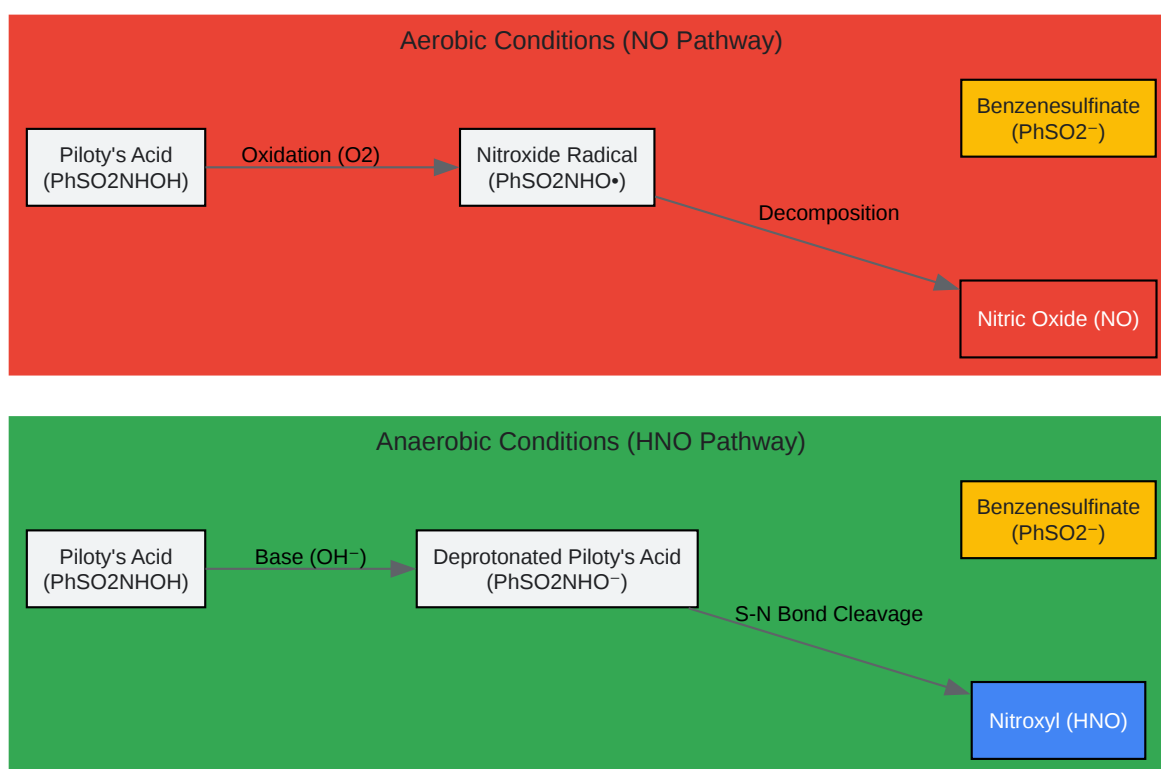 Aerobic Conditions (NO Pathway)
Benzenesulfinate
(PhSO2⁻)
Piloty's Acid
(PhSO2NHOH)
Oxidation (O2)
Nitroxide Radical
(PhSO2NHO•)
Decomposition
Nitric Oxide (NO)
Anaerobic Conditions (HNO Pathway)
Benzenesulfinate
(PhSO2⁻)
Piloty's Acid
(PhSO2NHOH)
Base (OH⁻)
Deprotonated Piloty's Acid
(PhSO2NHO⁻)
S-N Bond Cleavage
Nitroxyl (HNO)